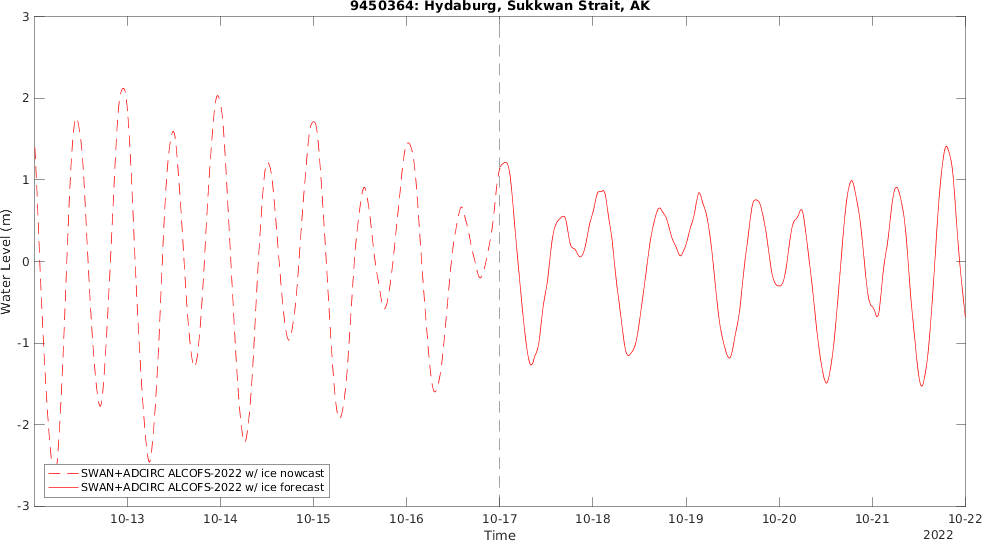 9450364: Hydaburg, Sukkwan Strait, AK
3
2
1
0
-1
-2
-3
Water Level (m)
SWAN+ADCIRC ALCOFS-2022 w/ ice nowcast
SWAN+ADCIRC ALCOFS-2022 w/ ice forecast
10-13 10-14 10-15 10-16 10-17 10-18 10-19 10-20 10-21 10-22
Time
2022